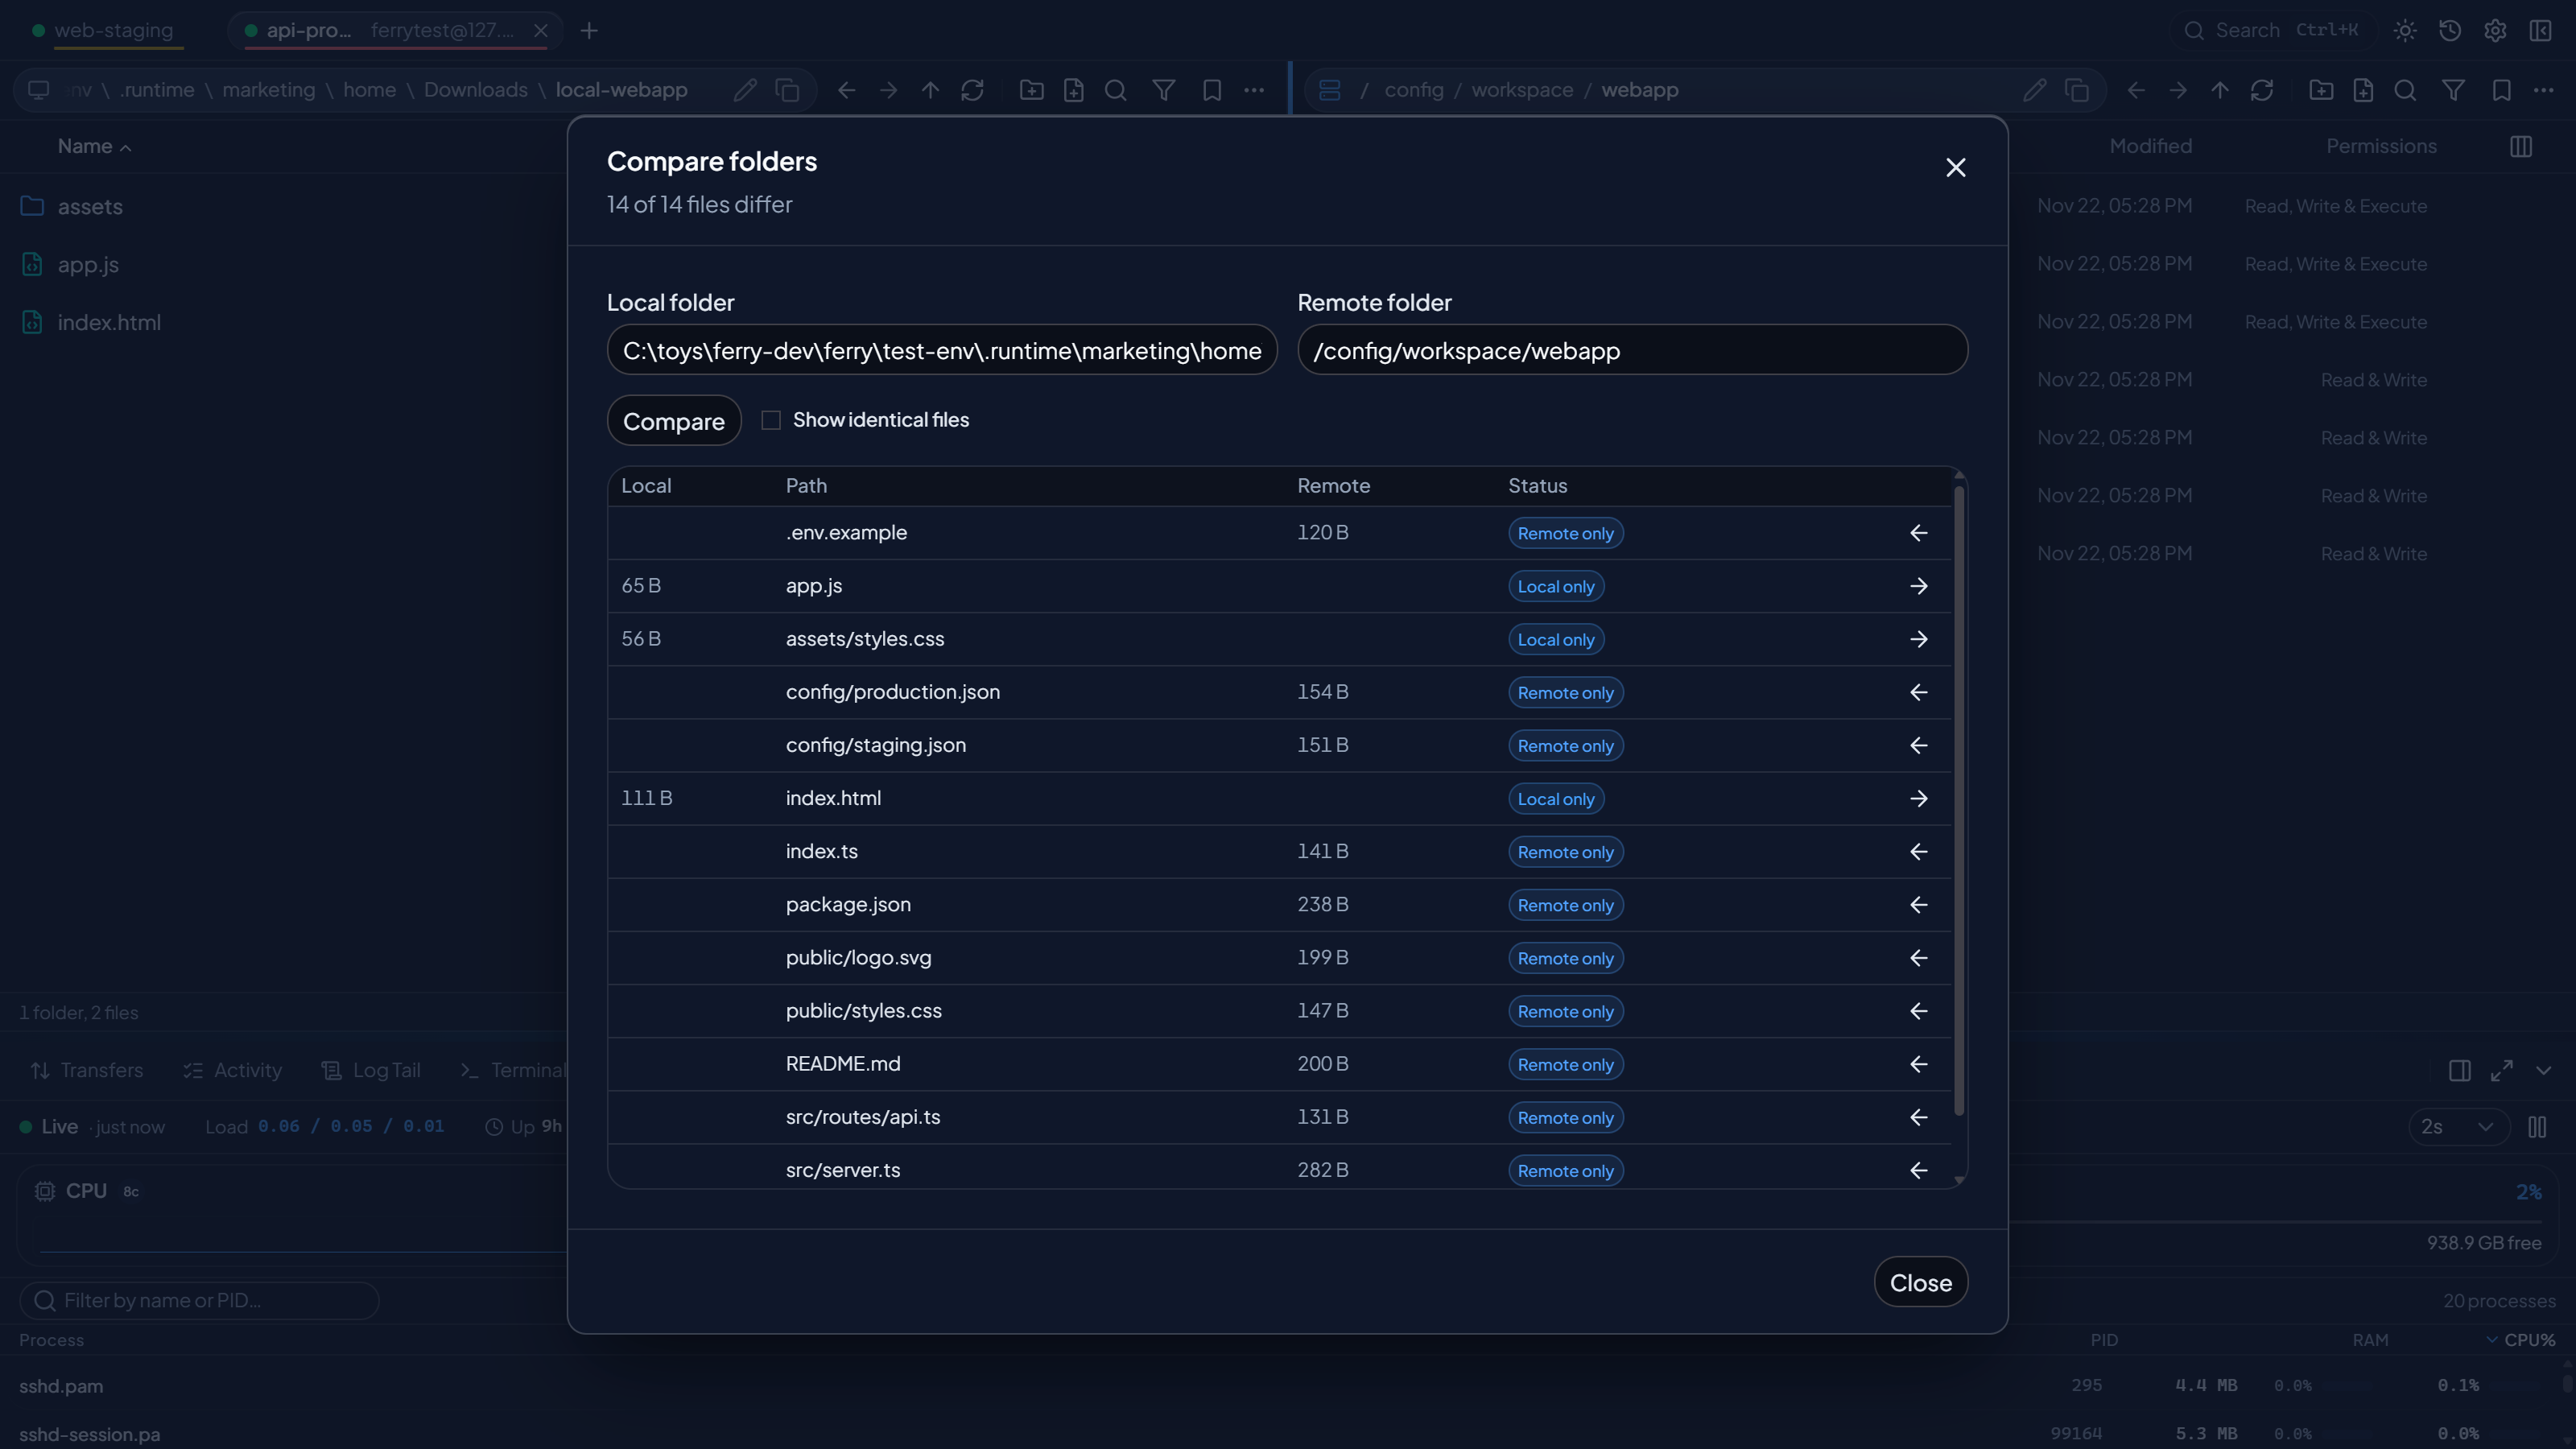 web-staging
api-pro... ferrytest@127....
Search Ctrl+K
\ .runtime \ marketing \ home \ Downloads \ local-webapp
/ config / workspace / webapp
Name
Modified Permissions
assets
app.js
index.html
Nov 22, 05:28 PM Read, Write & Execute
Nov 22, 05:28 PM Read, Write & Execute
Nov 22, 05:28 PM Read, Write & Execute
Nov 22, 05:28 PM Read & Write
Nov 22, 05:28 PM Read & Write
Nov 22, 05:28 PM Read & Write
Nov 22, 05:28 PM Read & Write
Compare folders
14 of 14 files differ
Local folder Remote folder
C:\toys\ferry-dev\ferry\test-env\.runtime\marketing\home /config/workspace/webapp
Compare Show identical files
Local Path Remote Status
.env.example 120 B Remote only
65 B app.js Local only
56 B assets/styles.css Local only
config/production.json 154 B Remote only
config/staging.json 151 B Remote only
111 B index.html Local only
index.ts 141 B Remote only
package.json 238 B Remote only
public/logo.svg 199 B Remote only
public/styles.css 147 B Remote only
README.md 200 B Remote only
src/routes/api.ts 131 B Remote only
src/server.ts 282 B Remote only
Close
1 folder, 2 files
Transfers Activity Log Tail Terminal
Live · just now Load 0.06 / 0.05 / 0.01 Up 9h
2s
CPU 8c
2%
938.9 GB free
Filter by name or PID...
20 processes
Process PID RAM CPU%
sshd.pam 295 4.4 MB 0.0% 0.1%
sshd-session.pa 99164 5.3 MB 0.0% 0.0%